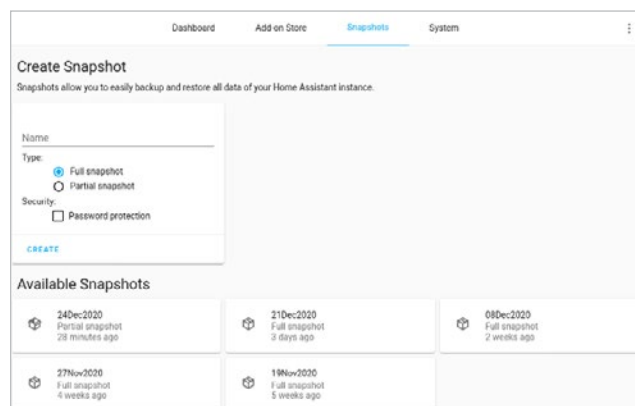 Dashboard Add-on Store Snapshots System
Create Snapshot
Snapshots allow you to easily backup and restore all data of your Home Assistant instance.
Name
Type:
Full snapshot
Partial snapshot
Security:
Password protection
CREATE
Available Snapshots
24Dec2020
Partial snapshot
28 minutes ago
21Dec2020
Full snapshot
3 days ago
08Dec2020
Full snapshot
2 weeks ago
27Nov2020
Full snapshot
4 weeks ago
19Nov2020
Full snapshot
5 weeks ago